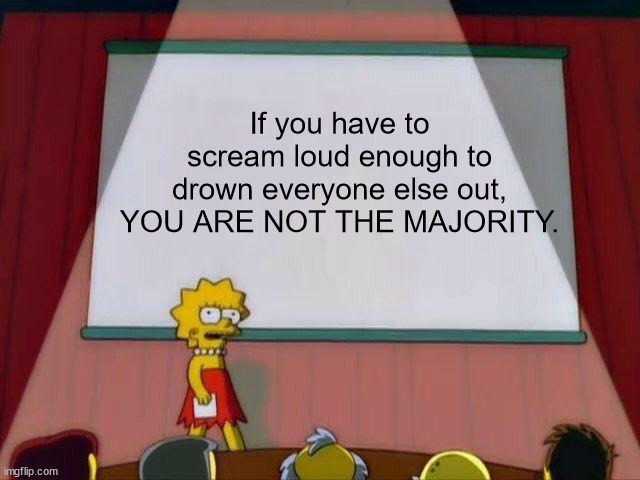 If you have to
scream loud enough to
drown everyone else out,
YOU ARE NOT THE MAJORITY.
imgflip.com